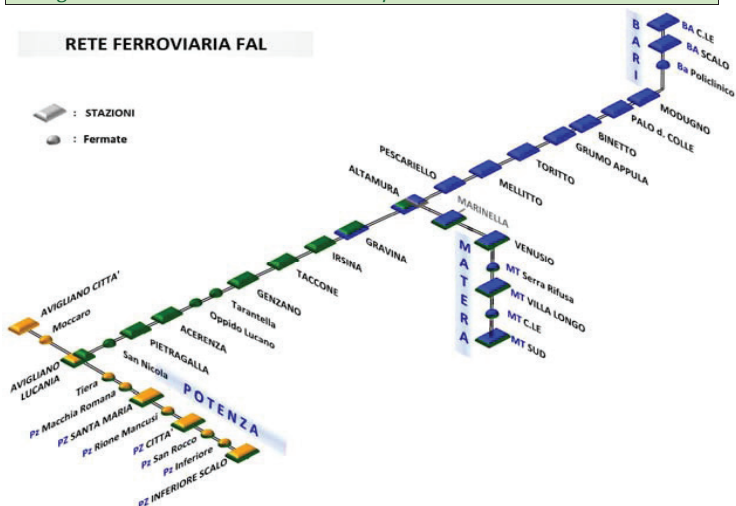 RETE FERROVIARIA FAL
: STAZIONI
: Fermate
BARI
BA C.LE
BA SCALO
Ba Policlinico
MODUGNO
PALO d. COLLE
BINETTO
GRUMO APPULA
TORITTO
MELLITTO
PESCARIELLO
ALTAMURA
MARINELLA
VENUSIO
MATERA
MT Serra Rifusa
MT VILLA LONGO
MT C.LE
MT SUD
GRAVINA
IRSINA
TACCONE
GENZANO
Tarantella
Oppido Lucano
ACERENZA
PIETRAGALLA
San Nicola
AVIGLIANO CITTA'
Moccaro
AVIGLIANO
LUCANIA
Tiera
Pz Macchia Romana
PZ SANTA MARIA
Pz Rione Mancusi
PZ CITTA'
Pz San Rocco
Pz Inferiore
PZ INFERIORE SCALO
POTENZA